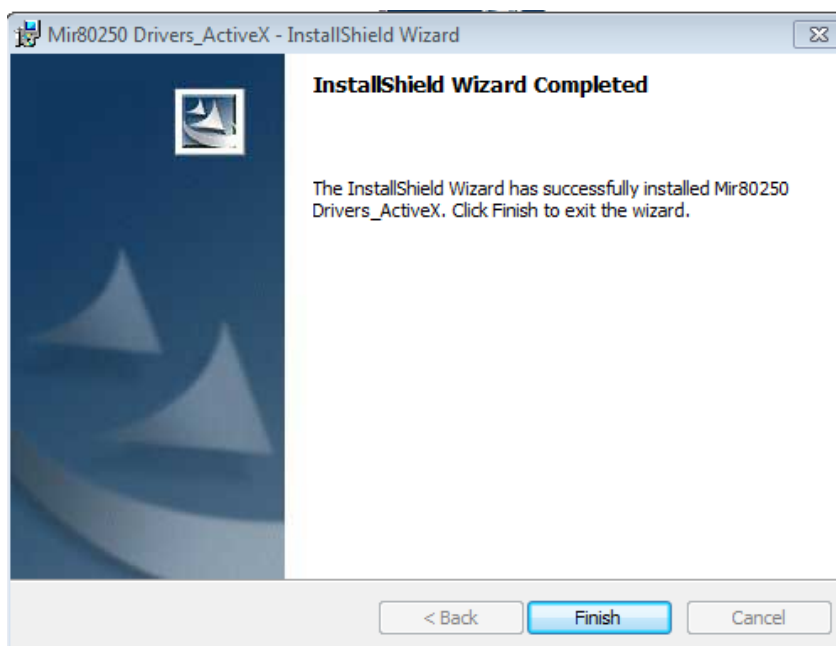 Mir80250 Drivers_ActiveX - InstallShield Wizard
InstallShield Wizard Completed
The InstallShield Wizard has successfully installed Mir80250
Drivers_ActiveX. Click Finish to exit the wizard.
< Back
Finish
Cancel